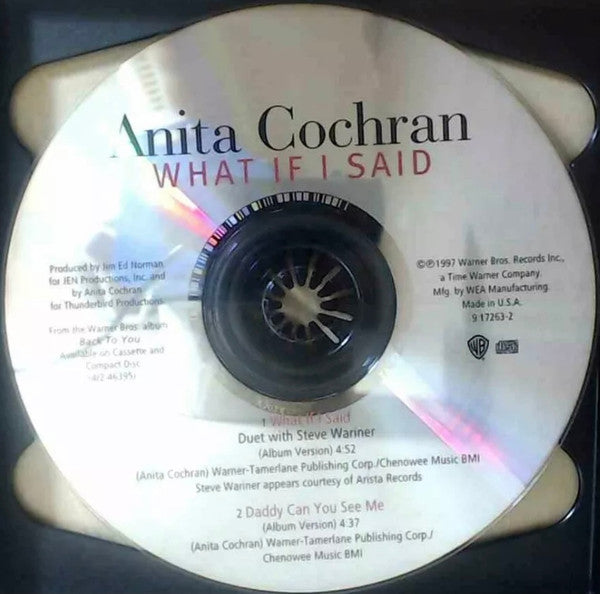 Anita Cochran
WHAT IF I SAID
Produced by Jim Ed Norman
for JEN Productions, Inc. and
by Anita Cochran
for Thunderbird Productions
From the Warner Bros. album
Back To You
Available on Cassette and
Compact Disc
(4/2-46395)
©℗1997 Warner Bros. Records Inc.,
a Time Warner Company.
Mfg. by WEA Manufacturing.
Made in U.S.A.
9 17263-2
WB
1 What If I Said
Duet with Steve Wariner
(Album Version) 4:52
(Anita Cochran) Warner-Tamerlane Publishing Corp./Chenowee Music BMI
Steve Wariner appears courtesy of Arista Records
2 Daddy Can You See Me
(Album Version) 4:37
(Anita Cochran) Warner-Tamerlane Publishing Corp./
Chenowee Music BMI